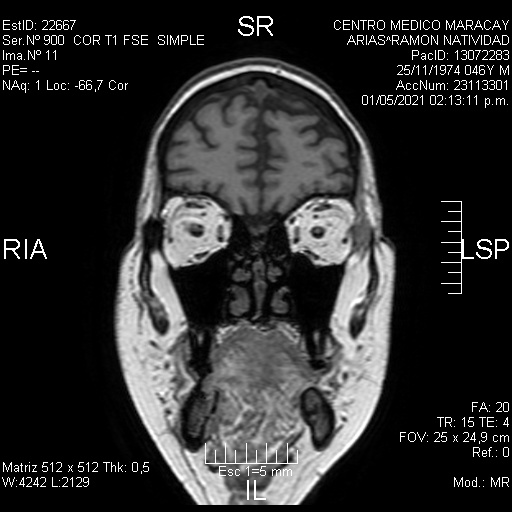 EstID: 22667
Ser.Nº 900 COR T1 FSE SIMPLE
Ima.Nº 11
PE= --
NAq: 1 Loc: -66,7 Cor
SR
CENTRO MEDICO MARACAY
ARIAS^RAMON NATIVIDAD
PacID: 13072283
25/11/1974 046Y M
AccNum: 23113301
01/05/2021 02:13:11 p.m.
RIA
LSP
Matriz 512 x 512 Thk: 0,5
W:4242 L:2129
Esc 1=5 mm
IL
FA: 20
TR: 15 TE: 4
FOV: 25 x 24,9 cm
Ref.: 0
Mod.: MR